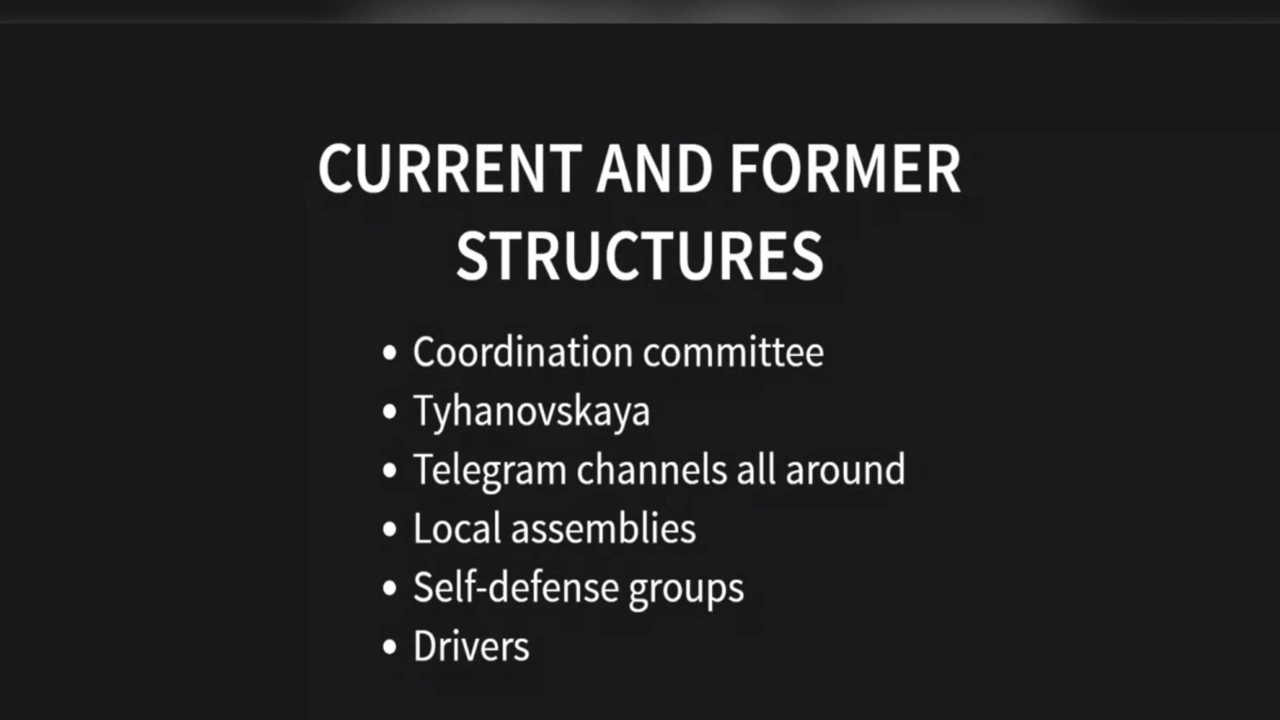 CURRENT AND FORMER
STRUCTURES
• Coordination committee
• Tyhanovskaya
• Telegram channels all around
• Local assemblies
• Self-defense groups
• Drivers